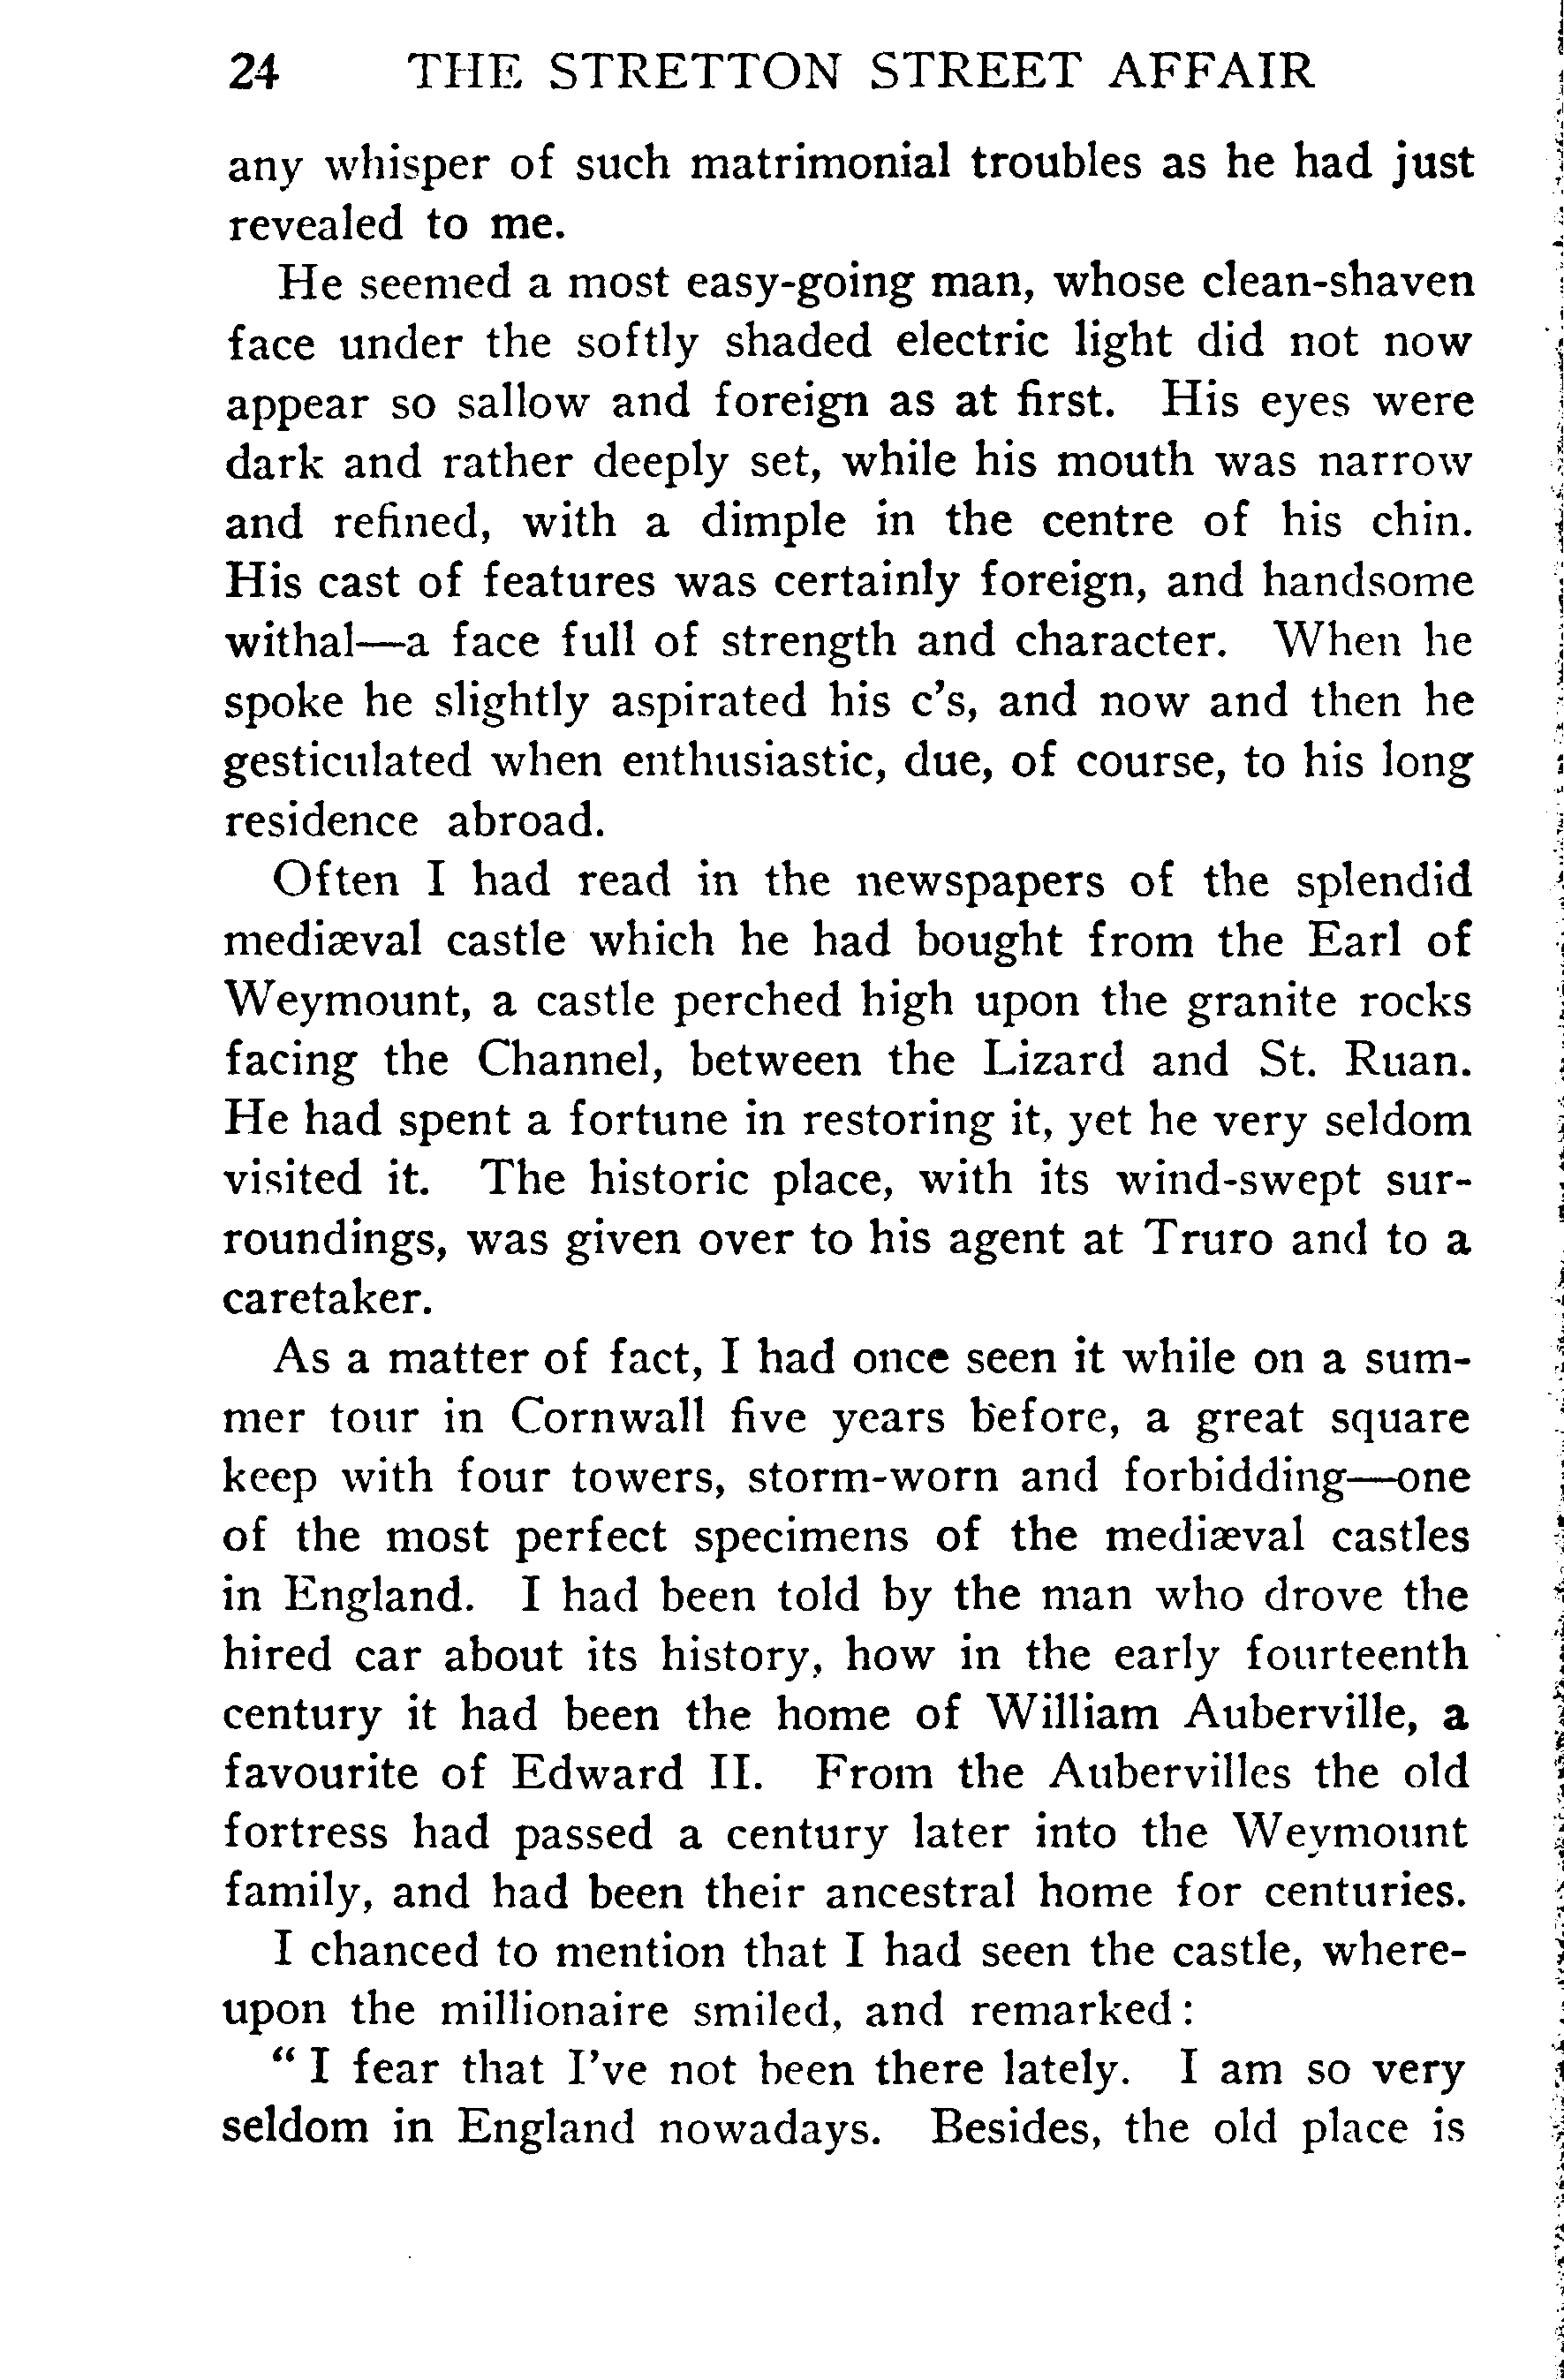 24 THE STRETTON STREET AFFAIR
any whisper of such matrimonial troubles as he had just
revealed to me.
He seemed a most easy-going man, whose clean-shaven
face under the softly shaded electric light did not now
appear so sallow and foreign as at first. His eyes were
dark and rather deeply set, while his mouth was narrow
and refined, with a dimple in the centre of his chin.
His cast of features was certainly foreign, and handsome
withal—a face full of strength and character. When he
spoke he slightly aspirated his c's, and now and then he
gesticulated when enthusiastic, due, of course, to his long
residence abroad.
Often I had read in the newspapers of the splendid
mediæval castle which he had bought from the Earl of
Weymount, a castle perched high upon the granite rocks
facing the Channel, between the Lizard and St. Ruan.
He had spent a fortune in restoring it, yet he very seldom
visited it. The historic place, with its wind-swept sur-
roundings, was given over to his agent at Truro and to a
caretaker.
As a matter of fact, I had once seen it while on a sum-
mer tour in Cornwall five years before, a great square
keep with four towers, storm-worn and forbidding—one
of the most perfect specimens of the mediæval castles
in England. I had been told by the man who drove the
hired car about its history, how in the early fourteenth
century it had been the home of William Auberville, a
favourite of Edward II. From the Aubervilles the old
fortress had passed a century later into the Weymount
family, and had been their ancestral home for centuries.
I chanced to mention that I had seen the castle, where-
upon the millionaire smiled, and remarked:
“I fear that I've not been there lately. I am so very
seldom in England nowadays. Besides, the old place is